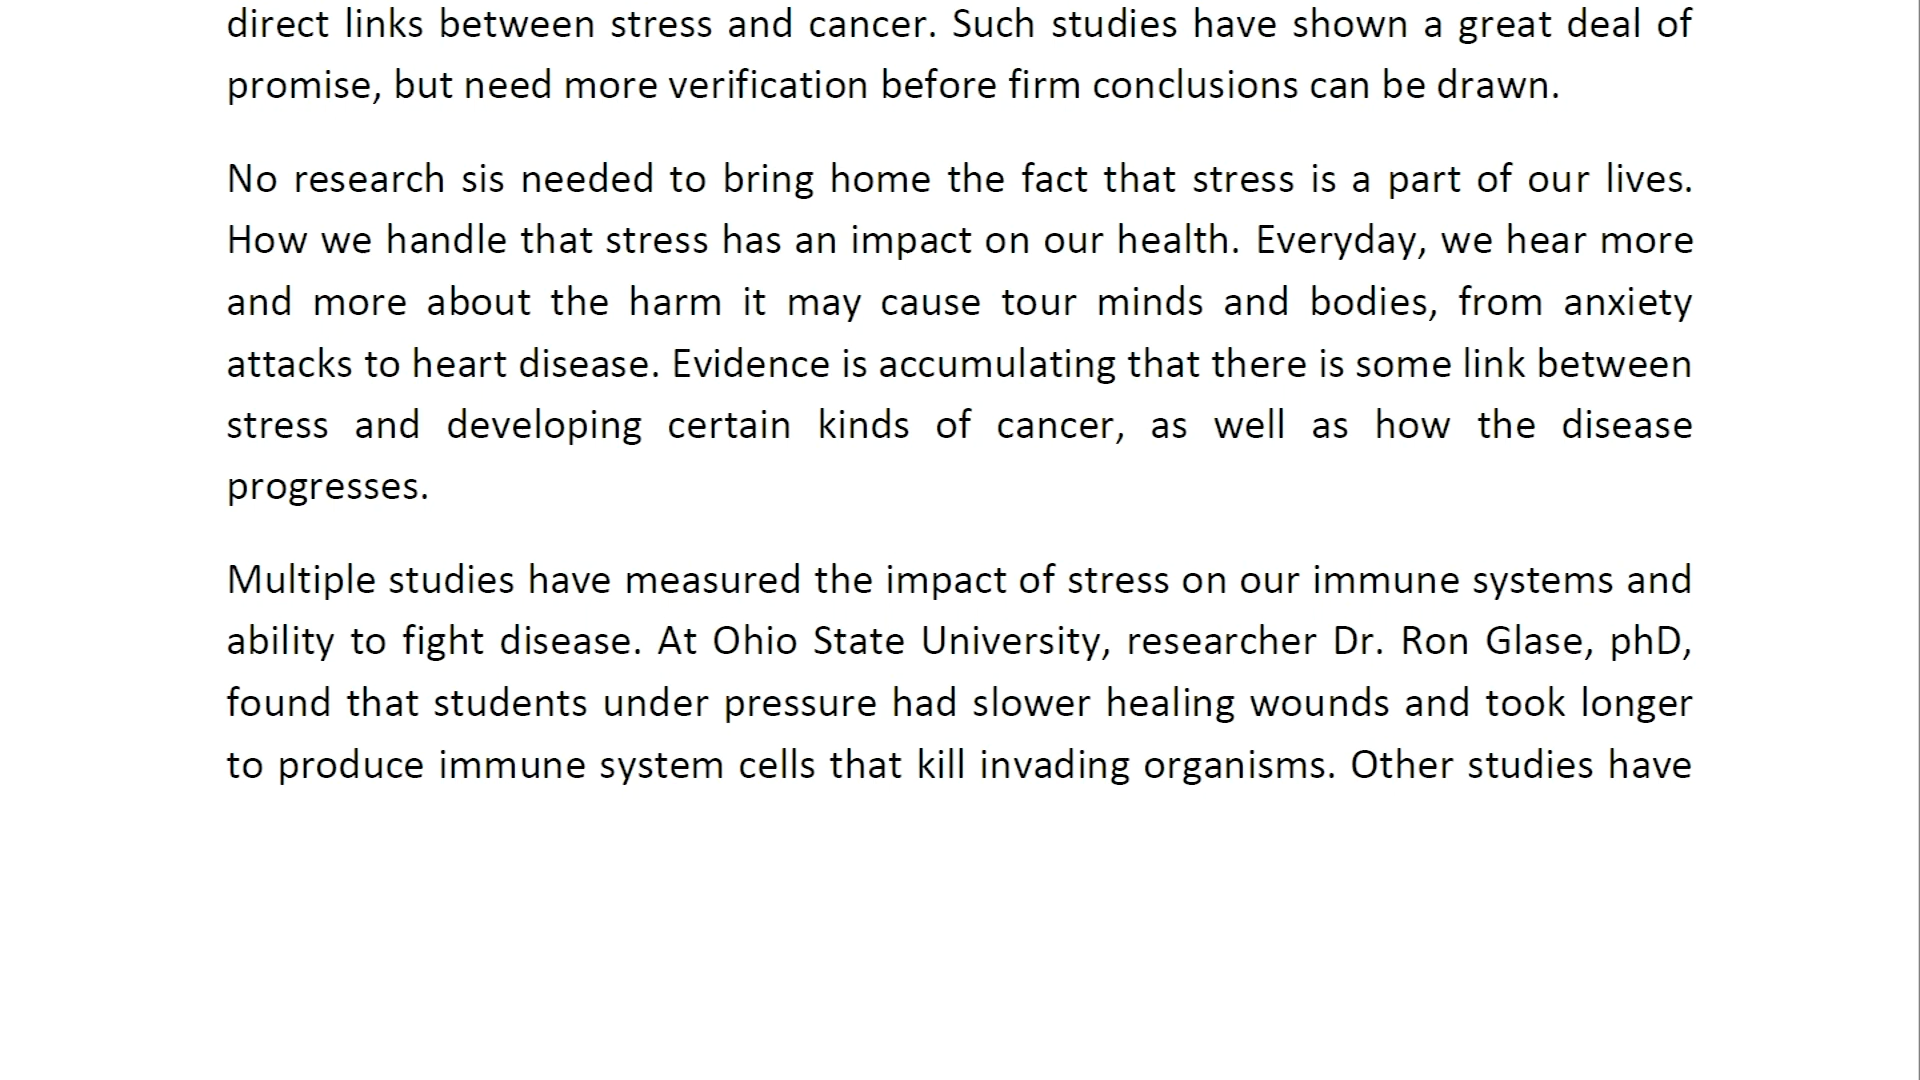 direct links between stress and cancer. Such studies have shown a great deal of
promise, but need more verification before firm conclusions can be drawn.
No research sis needed to bring home the fact that stress is a part of our lives.
How we handle that stress has an impact on our health. Everyday, we hear more
and more about the harm it may cause tour minds and bodies, from anxiety
attacks to heart disease. Evidence is accumulating that there is some link between
stress and developing certain kinds of cancer, as well as how the disease
progresses.
Multiple studies have measured the impact of stress on our immune systems and
ability to fight disease. At Ohio State University, researcher Dr. Ron Glase, phD,
found that students under pressure had slower healing wounds and took longer
to produce immune system cells that kill invading organisms. Other studies have